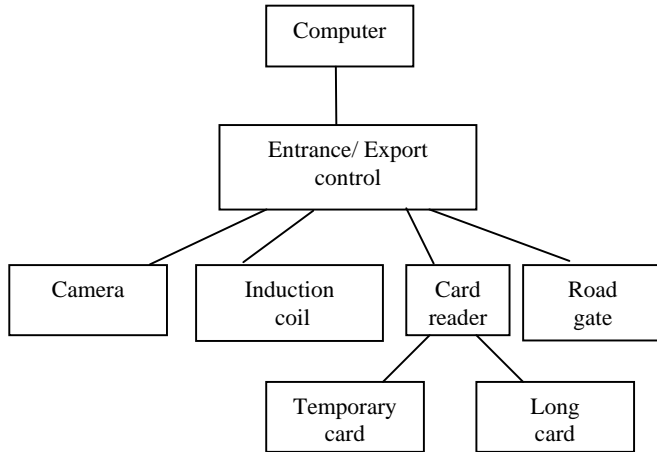 Computer
Entrance/ Export
control
Camera
Induction
coil
Card
reader
Road
gate
Temporary
card
Long
card